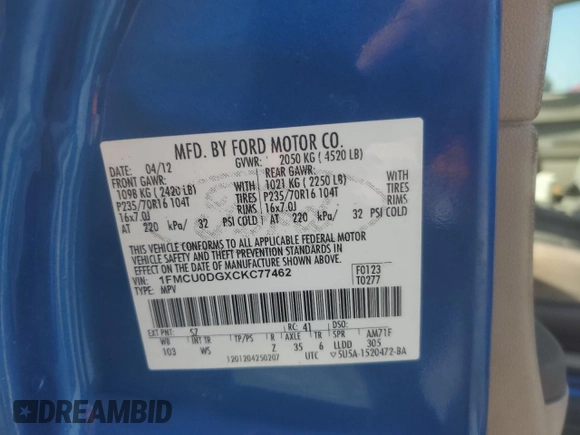 MFD. BY FORD MOTOR CO.
DATE: 04/12 GVWR: 2050 KG ( 4520 LB)
FRONT GAWR: REAR GAWR:
1098 KG ( 2420 LB) WITH 1021 KG ( 2250 LB) WITH
P235/70R16 104T TIRES P235/70R16 104T TIRES
16x7.0J RIMS 16x7.0J RIMS
AT 220 kPa/ 32 PSI COLD AT 220 kPa/ 32 PSI COLD
THIS VEHICLE CONFORMS TO ALL APPLICABLE FEDERAL MOTOR
VEHICLE SAFETY AND BUMPER AND THEFT PREVENTION STANDARDS IN
EFFECT ON THE DATE OF MANUFACTURE SHOWN ABOVE.
VIN: 1FMCU0DGXCKC77462 F0123
TYPE: MPV T0277
EXT PNT: SZ RC: 41 DSO:
WB WS INT TR TP/PS R AXLE TR SPR AM71F
103 WS Z 35 6 LLDD 305
1201204250207 UTC ▽5U5A-1520472-BA
DREAMBID